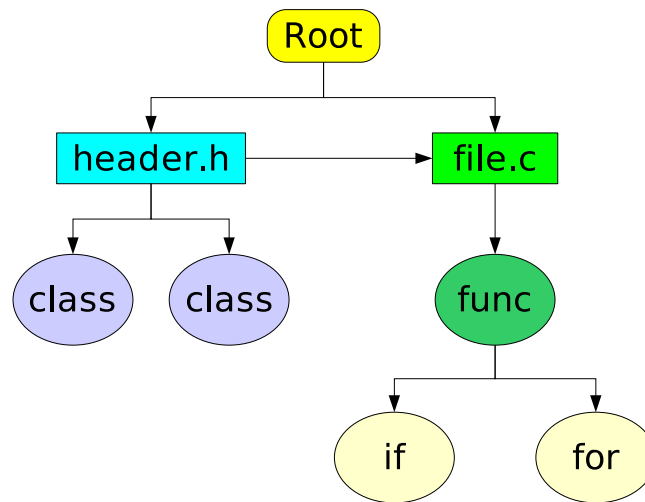 Root
header.h
file.c
class
class
func
if
for